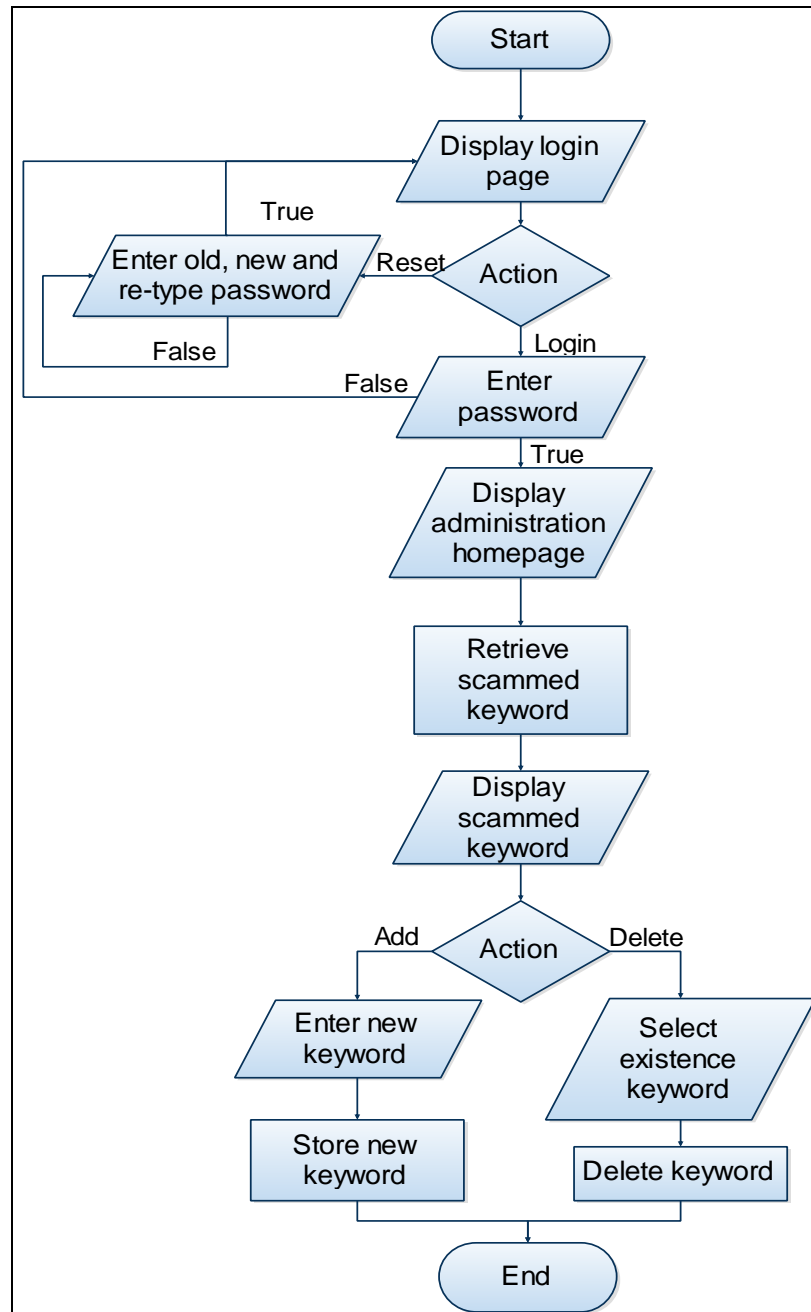 Start
Display login
page
True
Enter old, new and
re-type password
Reset
Action
False
Login
False
Enter
password
True
Display
administration
homepage
Retrieve
scammed
keyword
Display
scammed
keyword
Add
Action
Delete
Enter new
keyword
Select
existence
keyword
Store new
keyword
Delete keyword
End